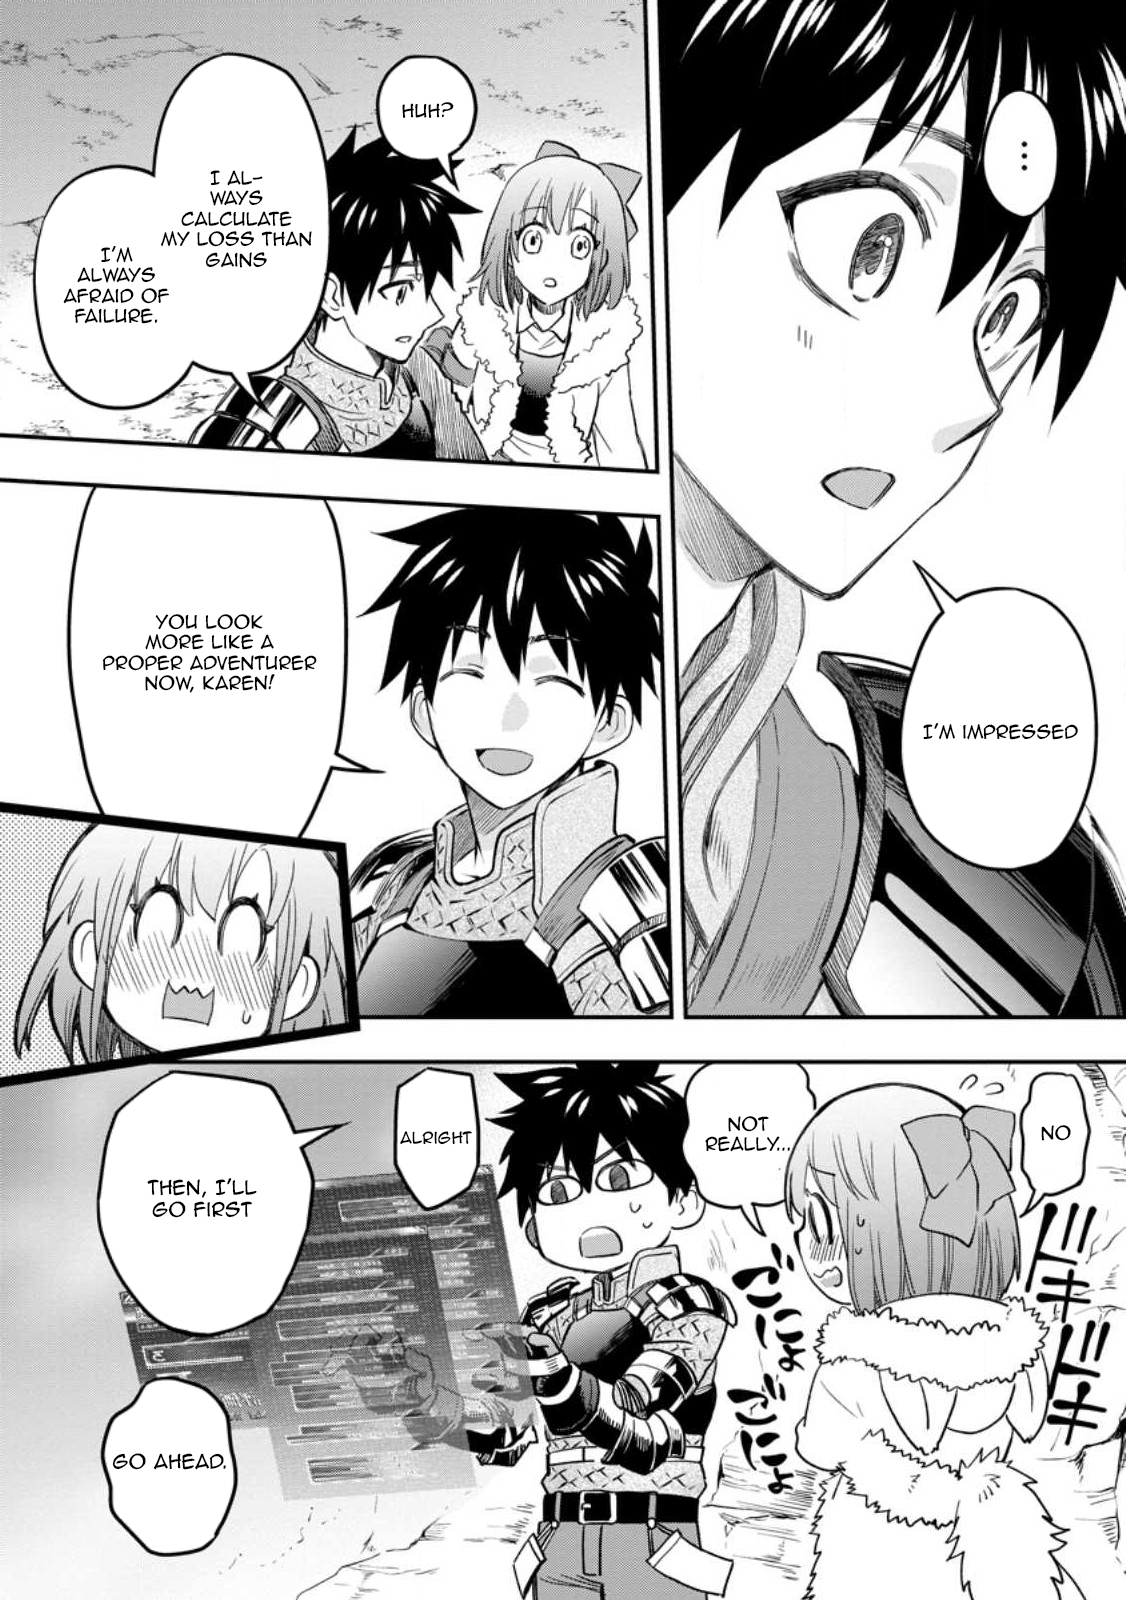 …
I'M IMPRESSED
HUH?
I AL-
WAYS
CALCULATE
MY LOSS THAN
GAINS
I'M
ALWAYS
AFRAID OF
FAILURE.
YOU LOOK
MORE LIKE A
PROPER ADVENTURER
NOW, KAREN!
NO
NOT
REALLY...
ドキ
ドキ
ごにょ
ごにょ
ALRIGHT
THEN, I'LL
GO FIRST
GO AHEAD.